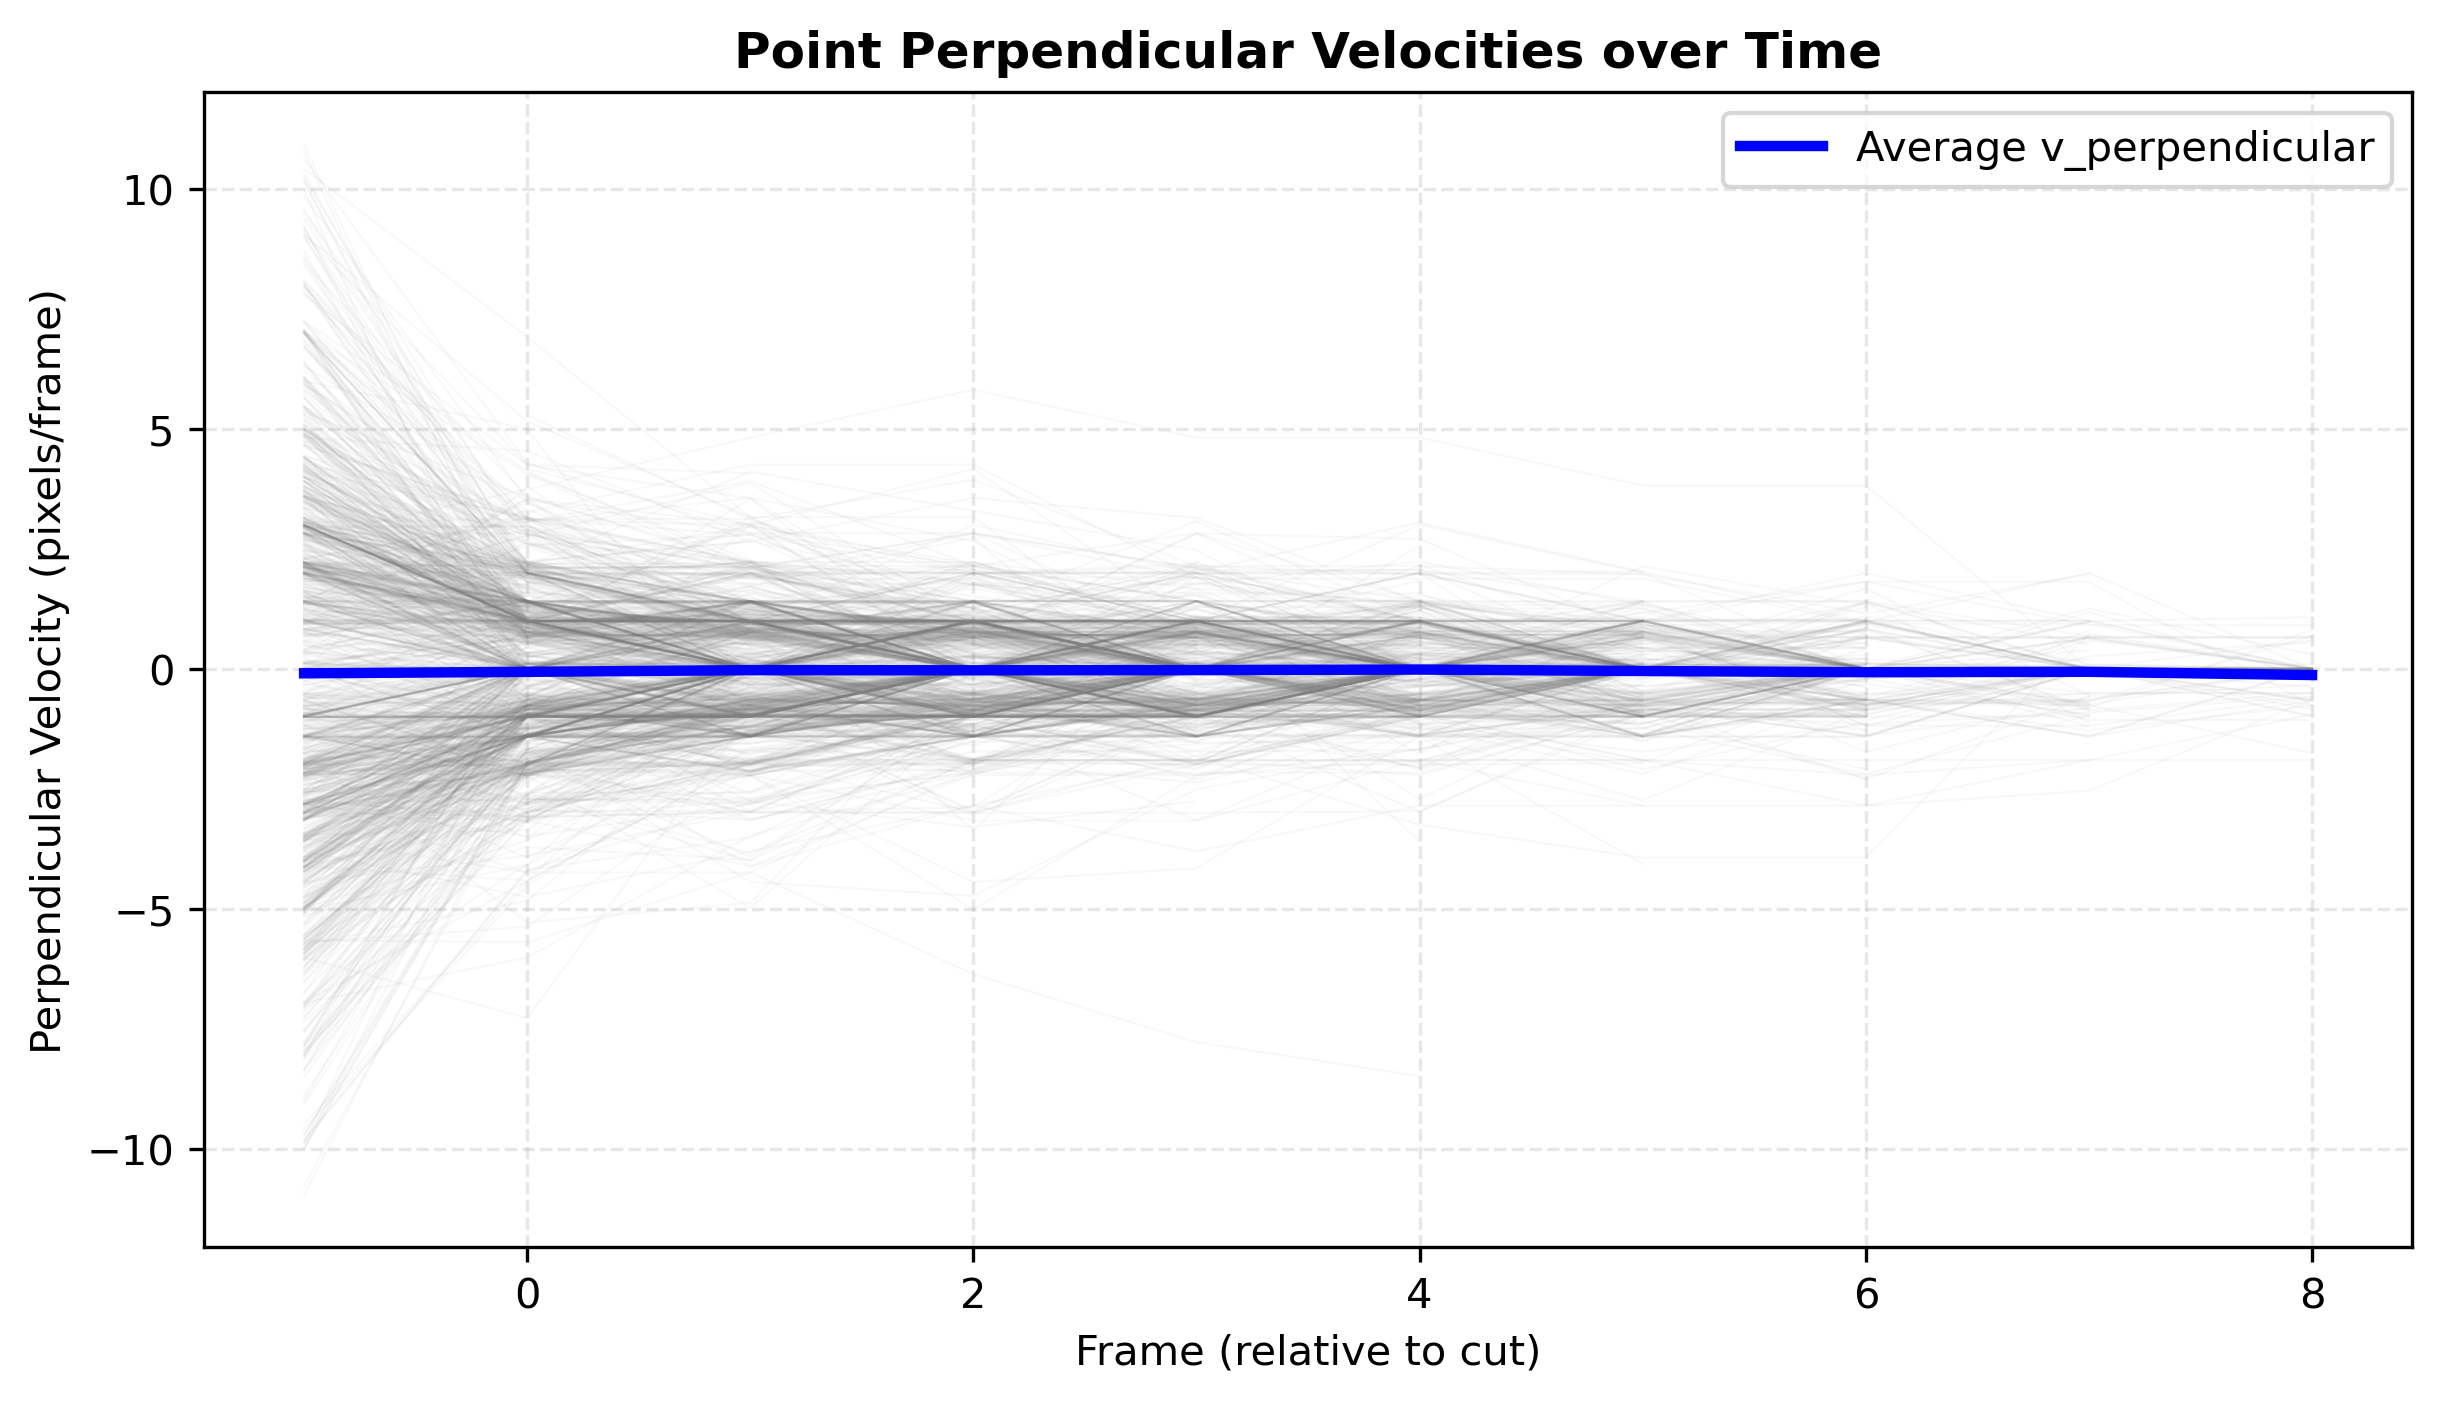 Point Perpendicular Velocities over Time
Average v_perpendicular
Perpendicular Velocity (pixels/frame)
10
5
0
−5
−10
0
2
4
6
8
Frame (relative to cut)